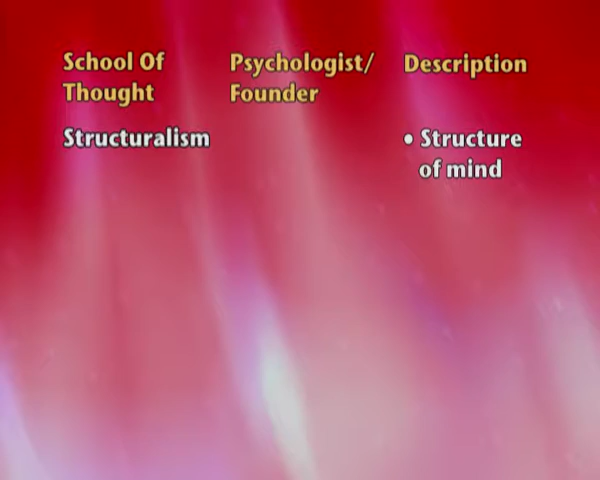 School Of
Thought
Psychologist/
Founder
Description
Structuralism
• Structure
of mind